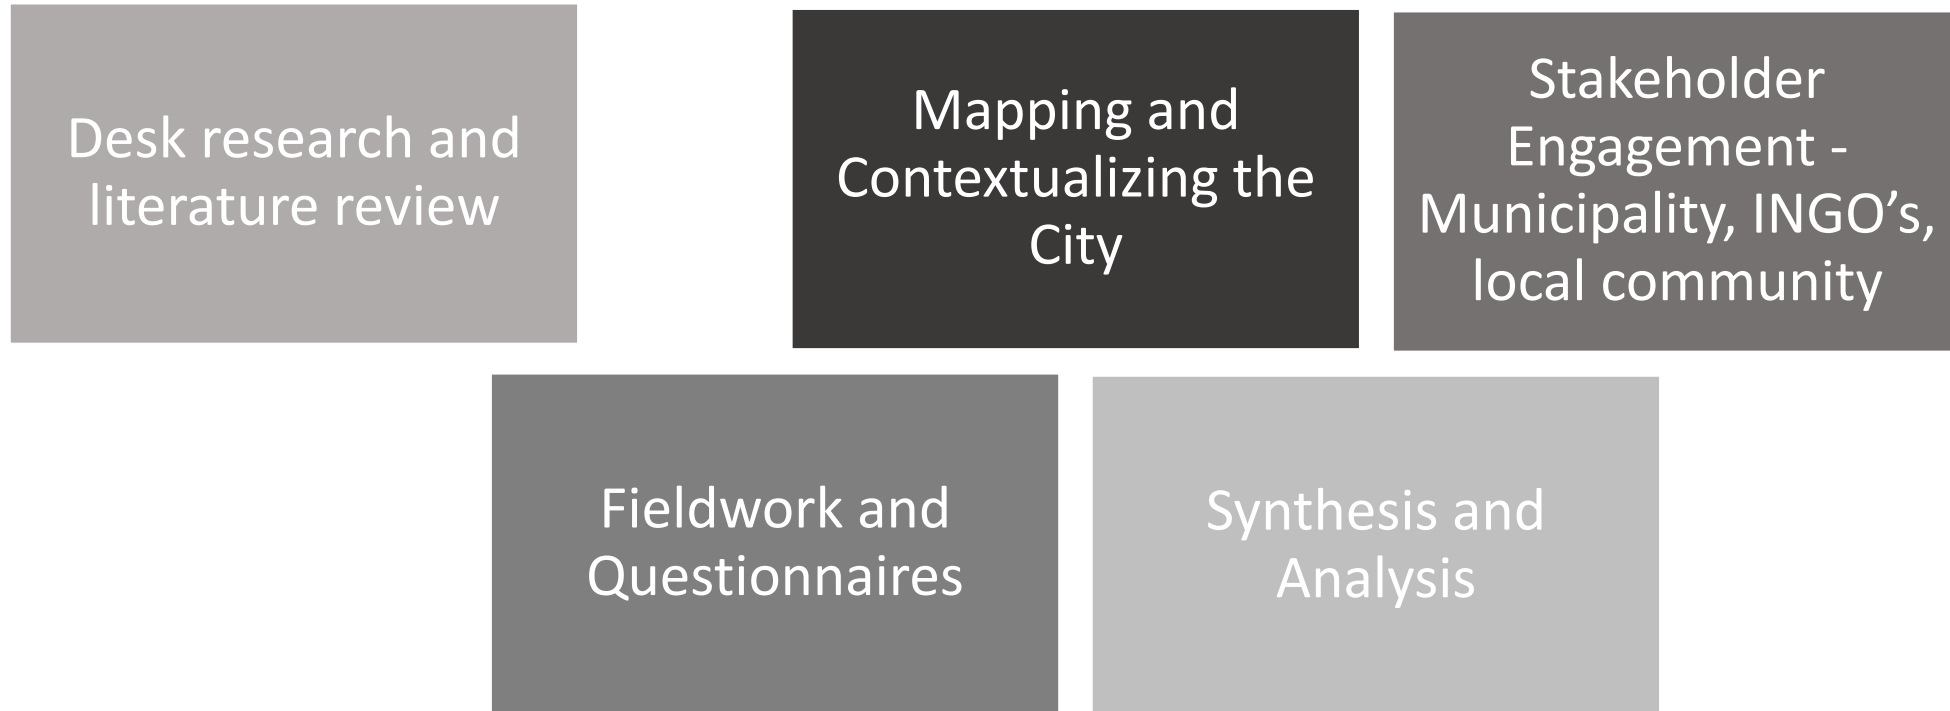 Desk research and
literature review
Mapping and
Contextualizing the
City
Stakeholder
Engagement -
Municipality, INGO’s,
local community
Fieldwork and
Questionnaires
Synthesis and
Analysis